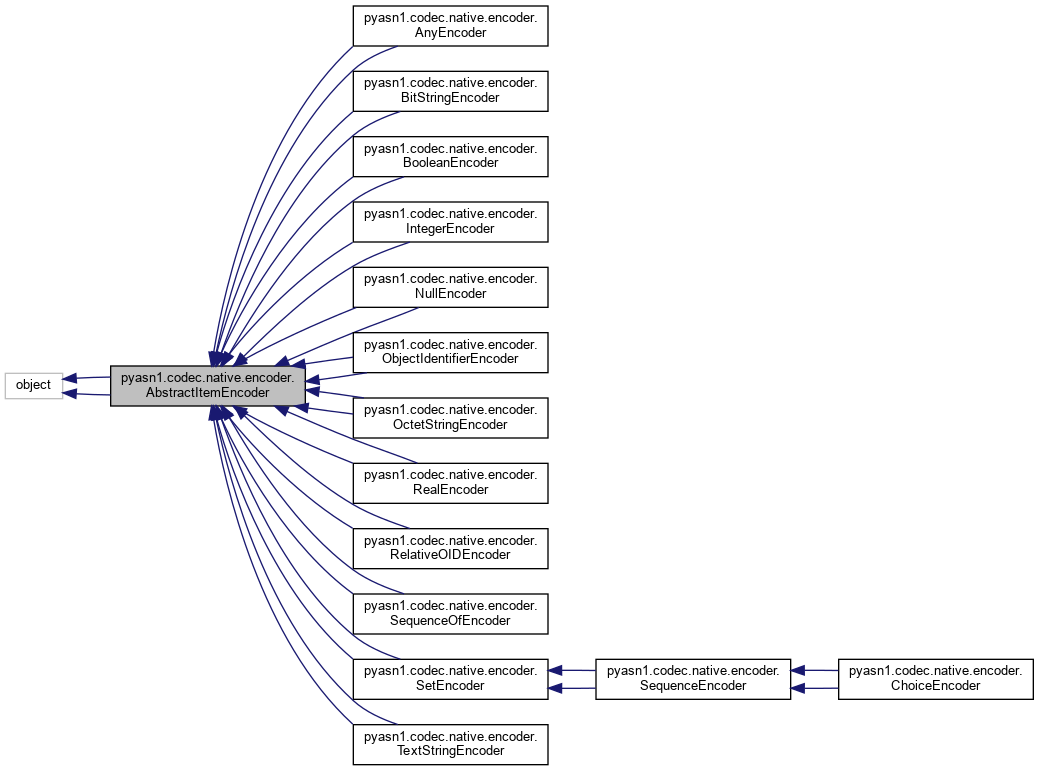 pyasn1.codec.native.encoder.
AnyEncoder
pyasn1.codec.native.encoder.
BitStringEncoder
pyasn1.codec.native.encoder.
BooleanEncoder
pyasn1.codec.native.encoder.
IntegerEncoder
pyasn1.codec.native.encoder.
NullEncoder
pyasn1.codec.native.encoder.
ObjectIdentifierEncoder
object
pyasn1.codec.native.encoder.
AbstractItemEncoder
pyasn1.codec.native.encoder.
OctetStringEncoder
pyasn1.codec.native.encoder.
RealEncoder
pyasn1.codec.native.encoder.
RelativeOIDEncoder
pyasn1.codec.native.encoder.
SequenceOfEncoder
pyasn1.codec.native.encoder.
SetEncoder
pyasn1.codec.native.encoder.
SequenceEncoder
pyasn1.codec.native.encoder.
ChoiceEncoder
pyasn1.codec.native.encoder.
TextStringEncoder